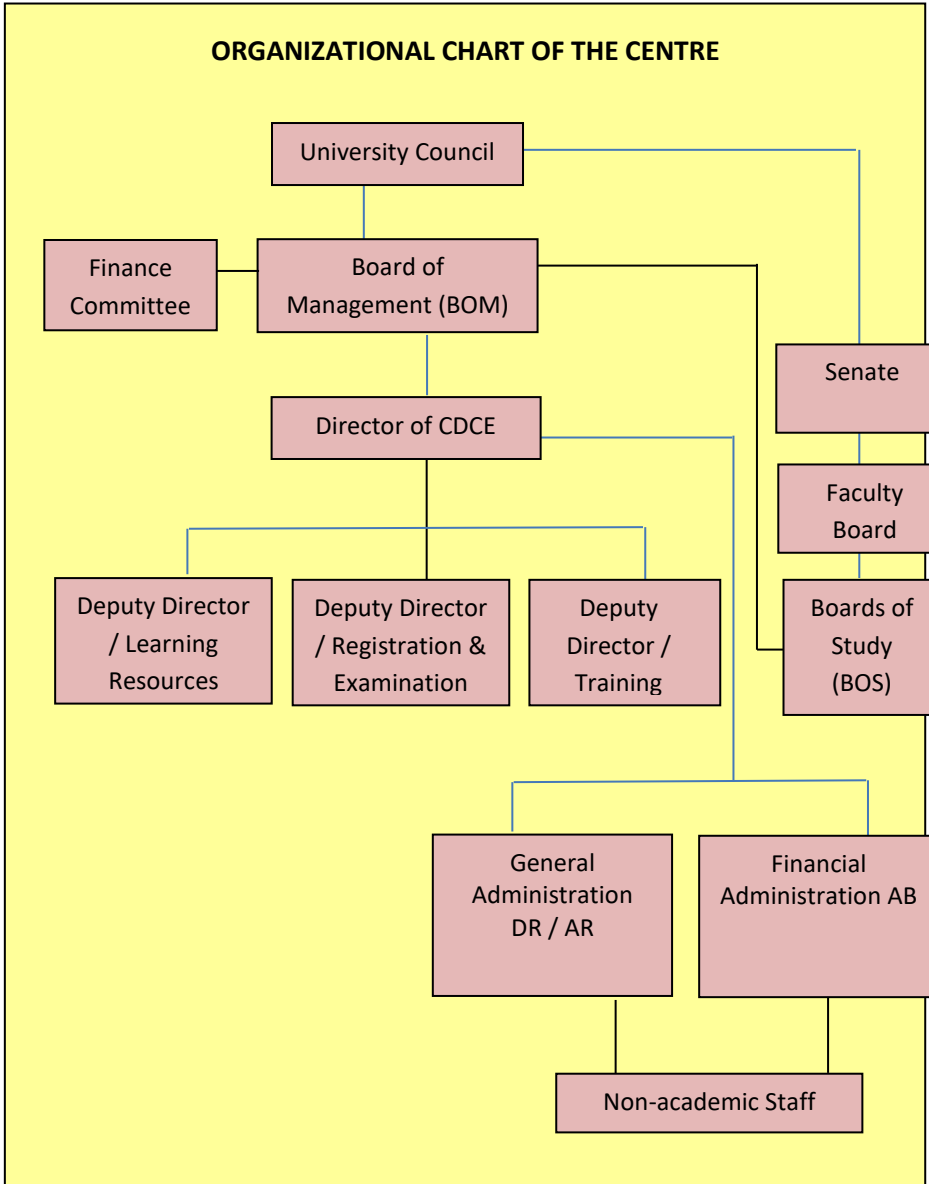 ORGANIZATIONAL CHART OF THE CENTRE
University Council
Finance
Committee
Board of
Management (BOM)
Senate
Director of CDCE
Faculty
Board
Deputy Director
/ Learning
Resources
Deputy Director
/ Registration &
Examination
Deputy
Director /
Training
Boards of
Study
(BOS)
General
Administration
DR / AR
Financial
Administration AB
Non-academic Staff